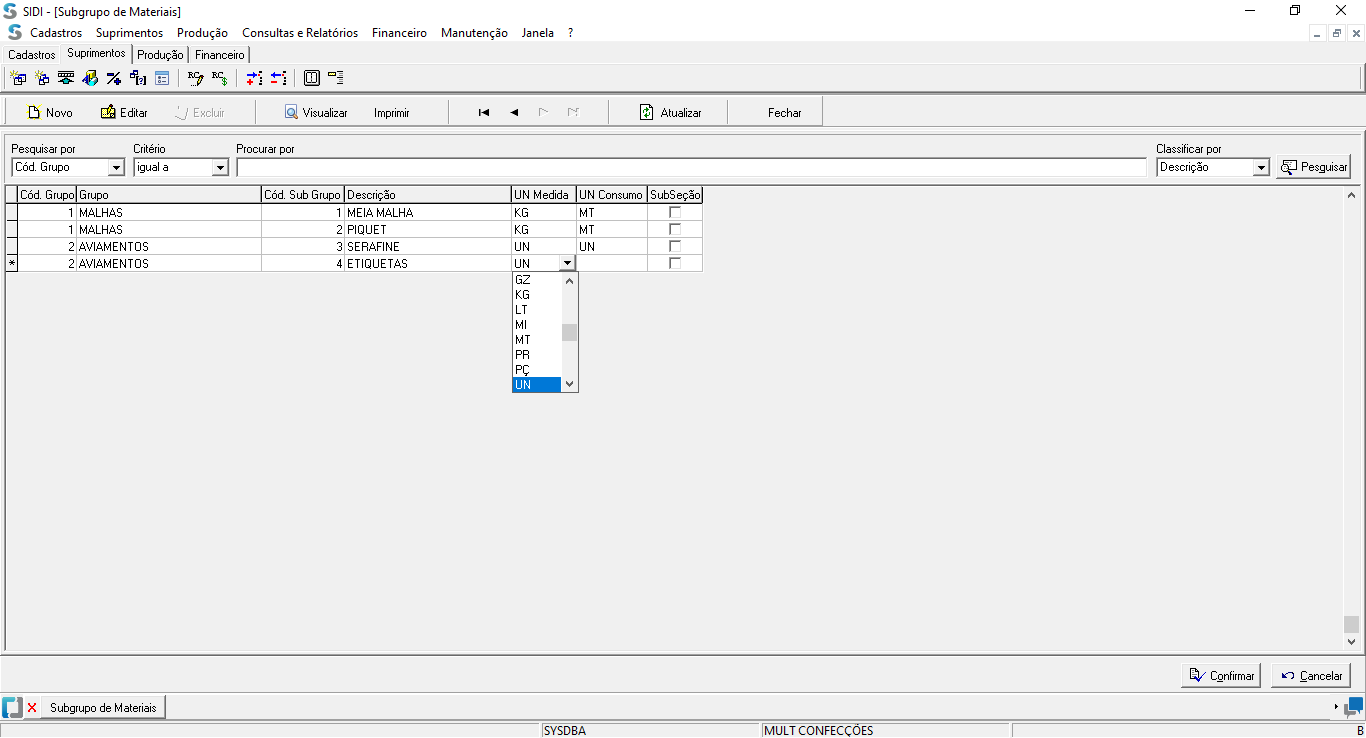 SIDI - [Subgrupo de Materiais]
Cadastros Suprimentos Produção Consultas e Relatórios Financeiro Manutenção Janela ?
Cadastros Suprimentos Produção Financeiro
Novo Editar Excluir Visualizar Imprimir Atualizar Fechar
Pesquisar por Critério Procurar por Classificar por
Cód. Grupo igual a Descrição Pesquisar
Cód. Grupo Grupo Cód. Sub Grupo Descrição UN Medida UN Consumo SubSeção
1 MALHAS 1 MEIA MALHA KG MT
1 MALHAS 2 PIQUET KG MT
2 AVIAMENTOS 3 SERAFINE UN UN
* 2 AVIAMENTOS 4 ETIQUETAS UN
GZ
KG
LT
MI
MT
PR
PÇ
UN
Confirmar Cancelar
Subgrupo de Materiais
SYSDBA MULT CONFECÇÕES B